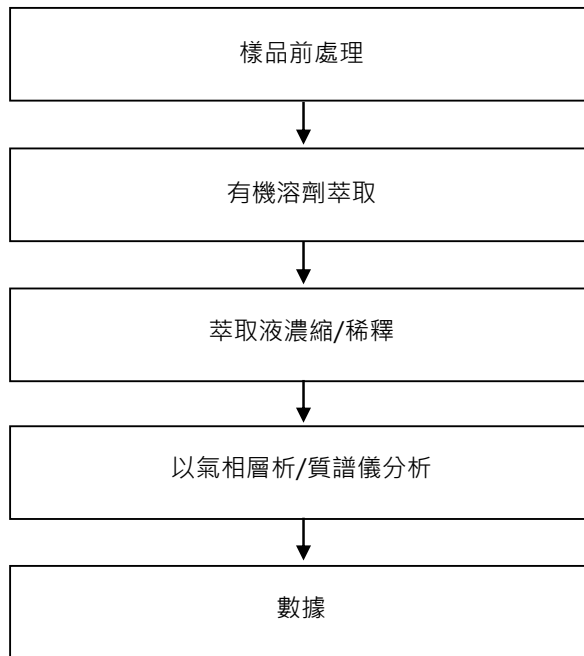 樣品前處理
有機溶劑萃取
萃取液濃縮/稀釋
以氣相層析/質譜儀分析
數據